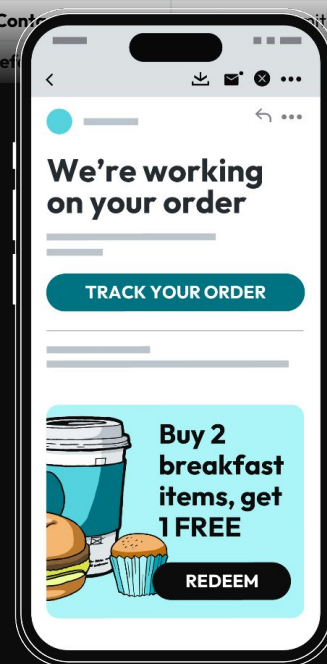 We're working
on your order
TRACK YOUR ORDER
Buy 2
breakfast
items, get
1 FREE
REDEEM